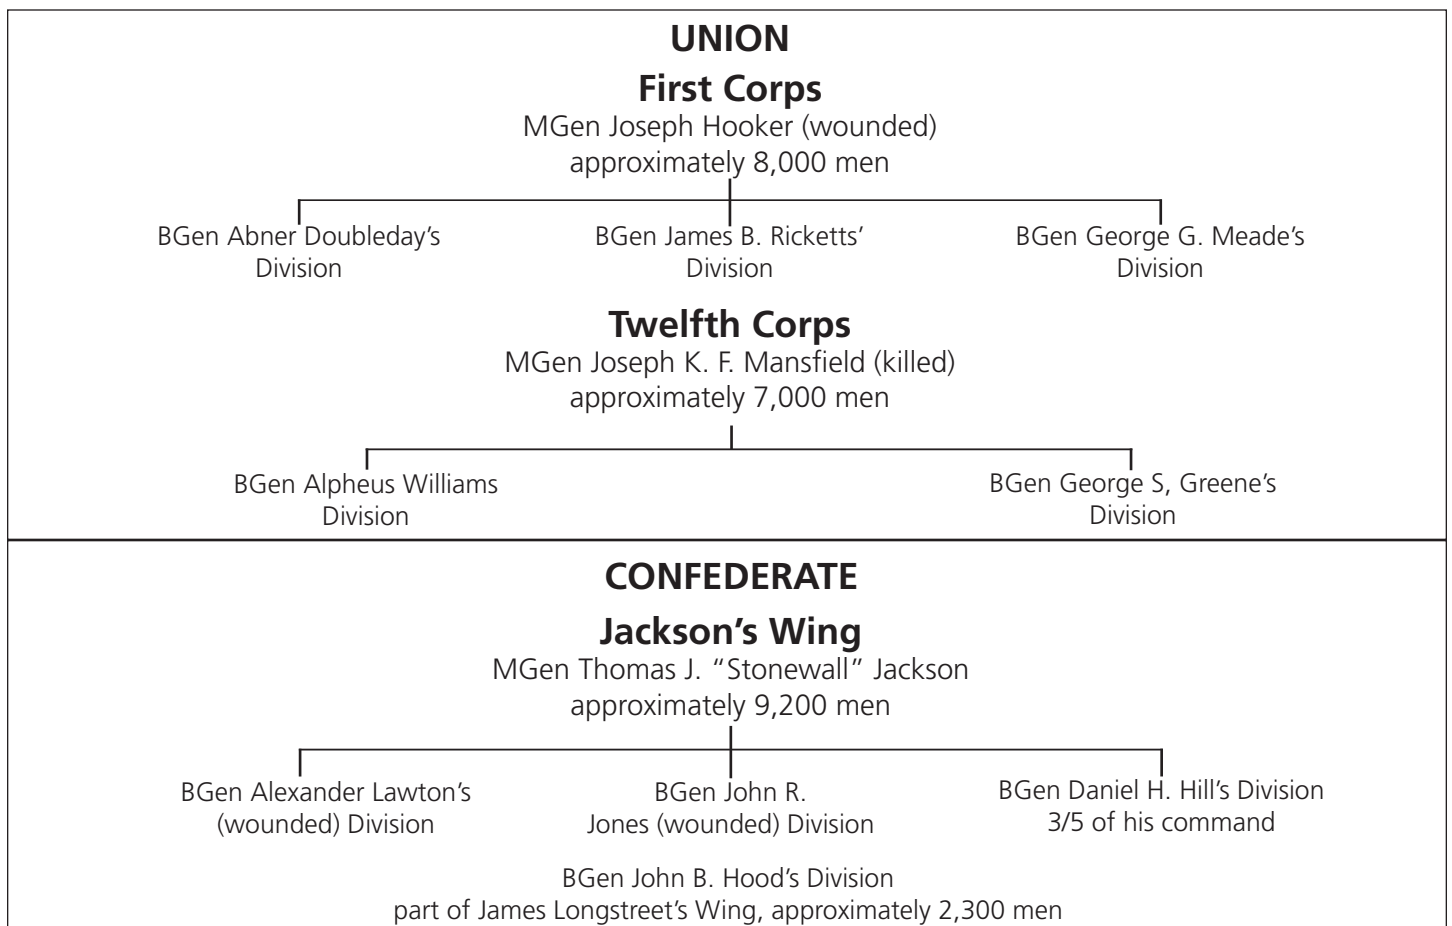 UNION
First Corps
MGen Joseph Hooker (wounded)
approximately 8,000 men
BGen Abner Doubleday’s
Division
BGen James B. Ricketts’
Division
BGen George G. Meade’s
Division
Twelfth Corps
MGen Joseph K. F. Mansfield (killed)
approximately 7,000 men
BGen Alpheus Williams
Division
BGen George S, Greene’s
Division
CONFEDERATE
Jackson’s Wing
MGen Thomas J. “Stonewall” Jackson
approximately 9,200 men
BGen Alexander Lawton’s
(wounded) Division
BGen John R.
Jones (wounded) Division
BGen Daniel H. Hill’s Division
3/5 of his command
BGen John B. Hood’s Division
part of James Longstreet’s Wing, approximately 2,300 men